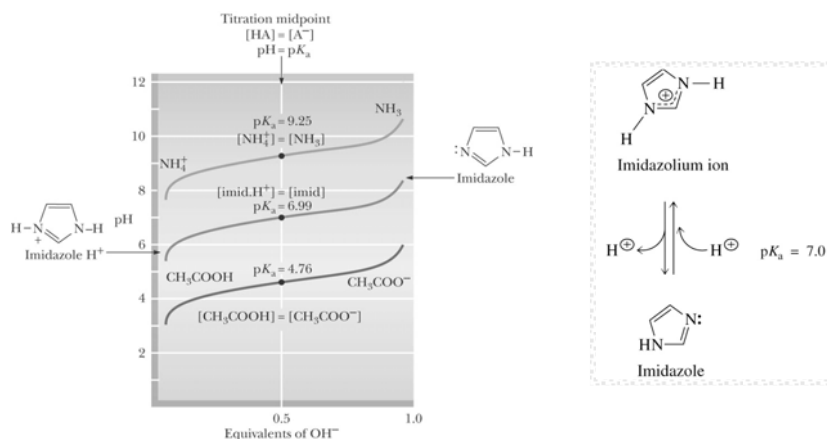 Titration midpoint
[HA] = [A⁻]
pH = pKₐ
12
10
8
6
4
2
pH
NH₃
pKₐ = 9.25
[NH₄⁺] = [NH₃]
NH₄⁺
[imid.H⁺] = [imid]
pKₐ = 6.99
CH₃COOH
pKₐ = 4.76
CH₃COO⁻
[CH₃COOH] = [CH₃COO⁻]
0.5
1.0
Equivalents of OH⁻
H–N
+
N–H
Imidazole H⁺
:N
N–H
Imidazole
N–H
⊕
N
H
Imidazolium ion
H⊕
H⊕
pKₐ = 7.0
N:
HN
Imidazole